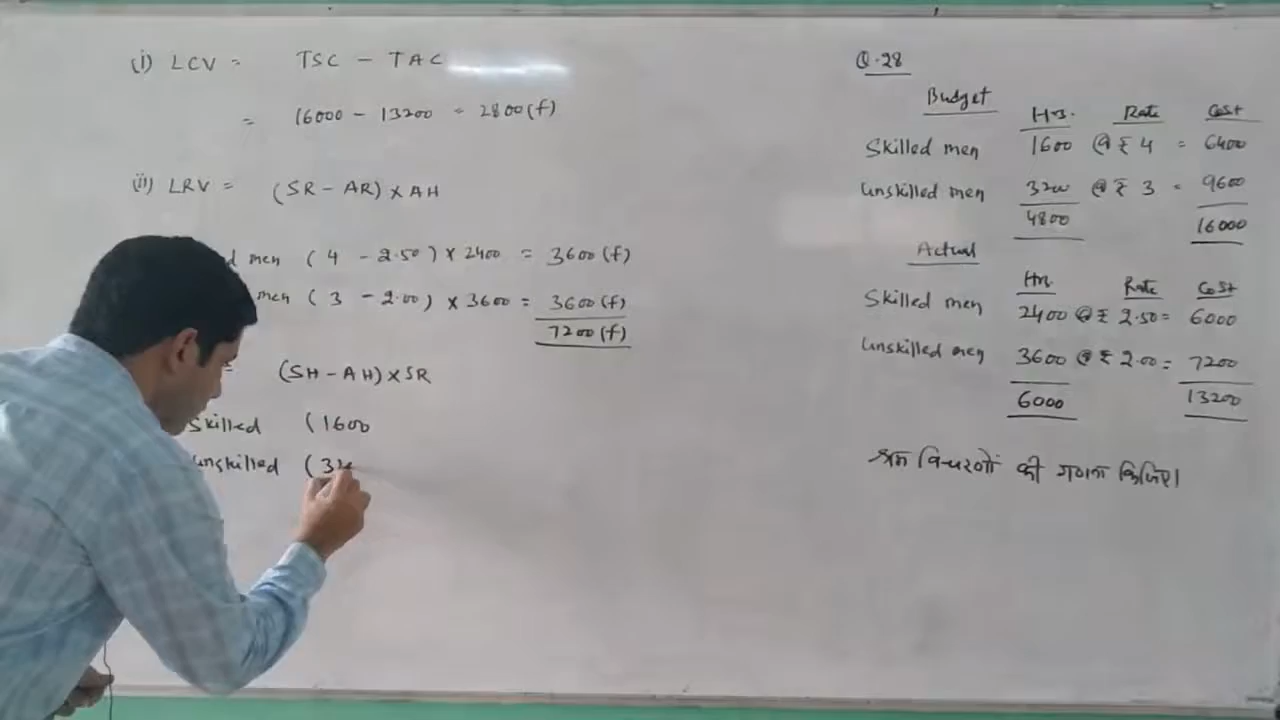 (i) LCV = TSC - TAC
= 16000 - 13200 = 2800 (f)
(ii) LRV = (SR - AR) × AH
men (4 - 2.50) × 2400 = 3600 (f)
men (3 - 2.00) × 3600 = 3600 (f)
7200 (f)
= (SH - AH) × SR
Skilled (1600
Unskilled (32
Q.28
Budget
Hrs. Rate Cost
Skilled men 1600 @ ₹ 4 = 6400
Unskilled men 3200 @ ₹ 3 = 9600
4800 16000
Actual
Hrs. Rate Cost
Skilled men 2400 @ ₹ 2.50 = 6000
Unskilled men 3600 @ ₹ 2.00 = 7200
6000 13200
श्रम विचरणों की गणना किजिए।